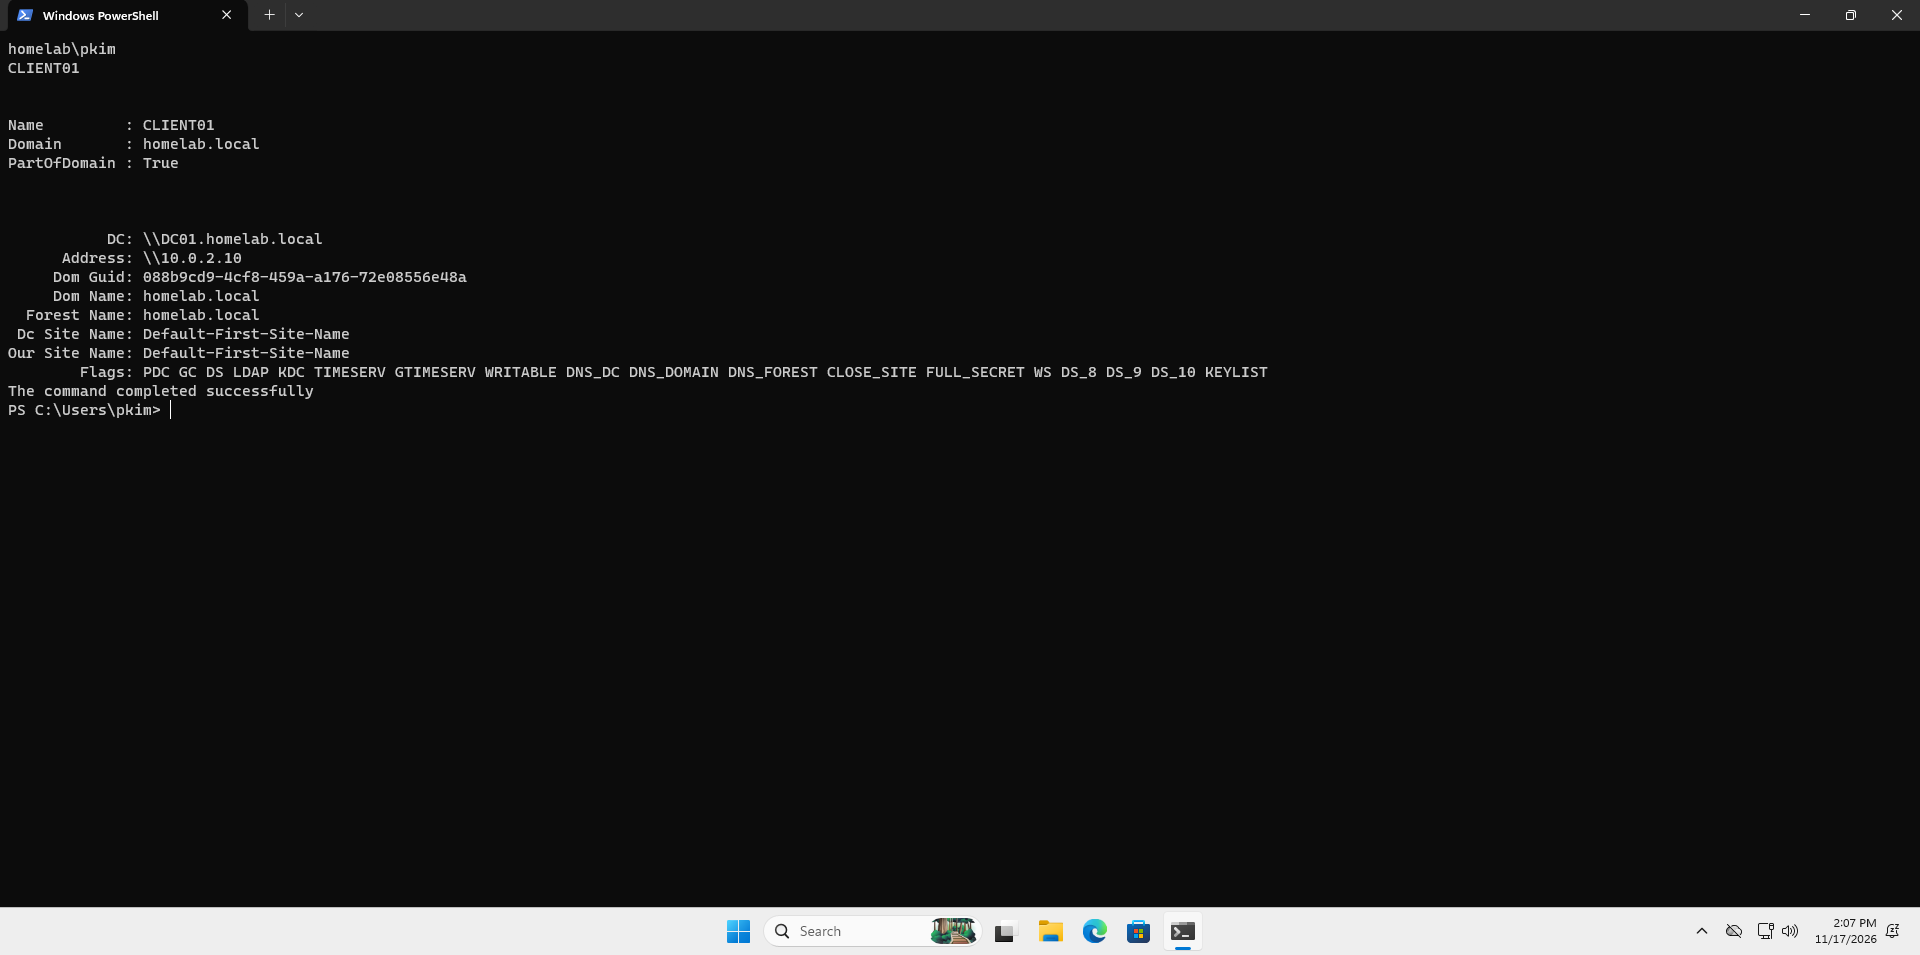 Windows PowerShell
homelab\pkim
CLIENT01
Name         : CLIENT01
Domain       : homelab.local
PartOfDomain : True
           DC: \\DC01.homelab.local
      Address: \\10.0.2.10
     Dom Guid: 088b9cd9-4cf8-459a-a176-72e08556e48a
     Dom Name: homelab.local
  Forest Name: homelab.local
 Dc Site Name: Default-First-Site-Name
Our Site Name: Default-First-Site-Name
        Flags: PDC GC DS LDAP KDC TIMESERV GTIMESERV WRITABLE DNS_DC DNS_DOMAIN DNS_FOREST CLOSE_SITE FULL_SECRET WS DS_8 DS_9 DS_10 KEYLIST
The command completed successfully
PS C:\Users\pkim>
Search
2:07 PM
11/17/2026